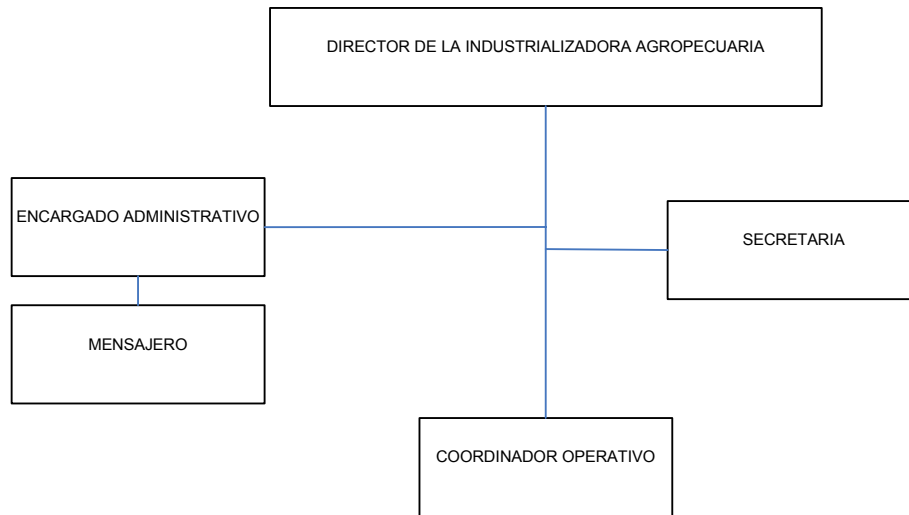 DIRECTOR DE LA INDUSTRIALIZADORA AGROPECUARIA
ENCARGADO ADMINISTRATIVO
SECRETARIA
MENSAJERO
COORDINADOR OPERATIVO